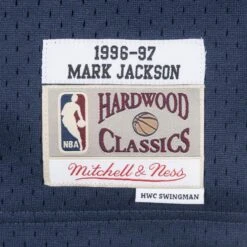 1996-97
MARK JACKSON
NBA
HARDWOOD
CLASSICS
Mitchell & Ness
HWC SWINGMAN